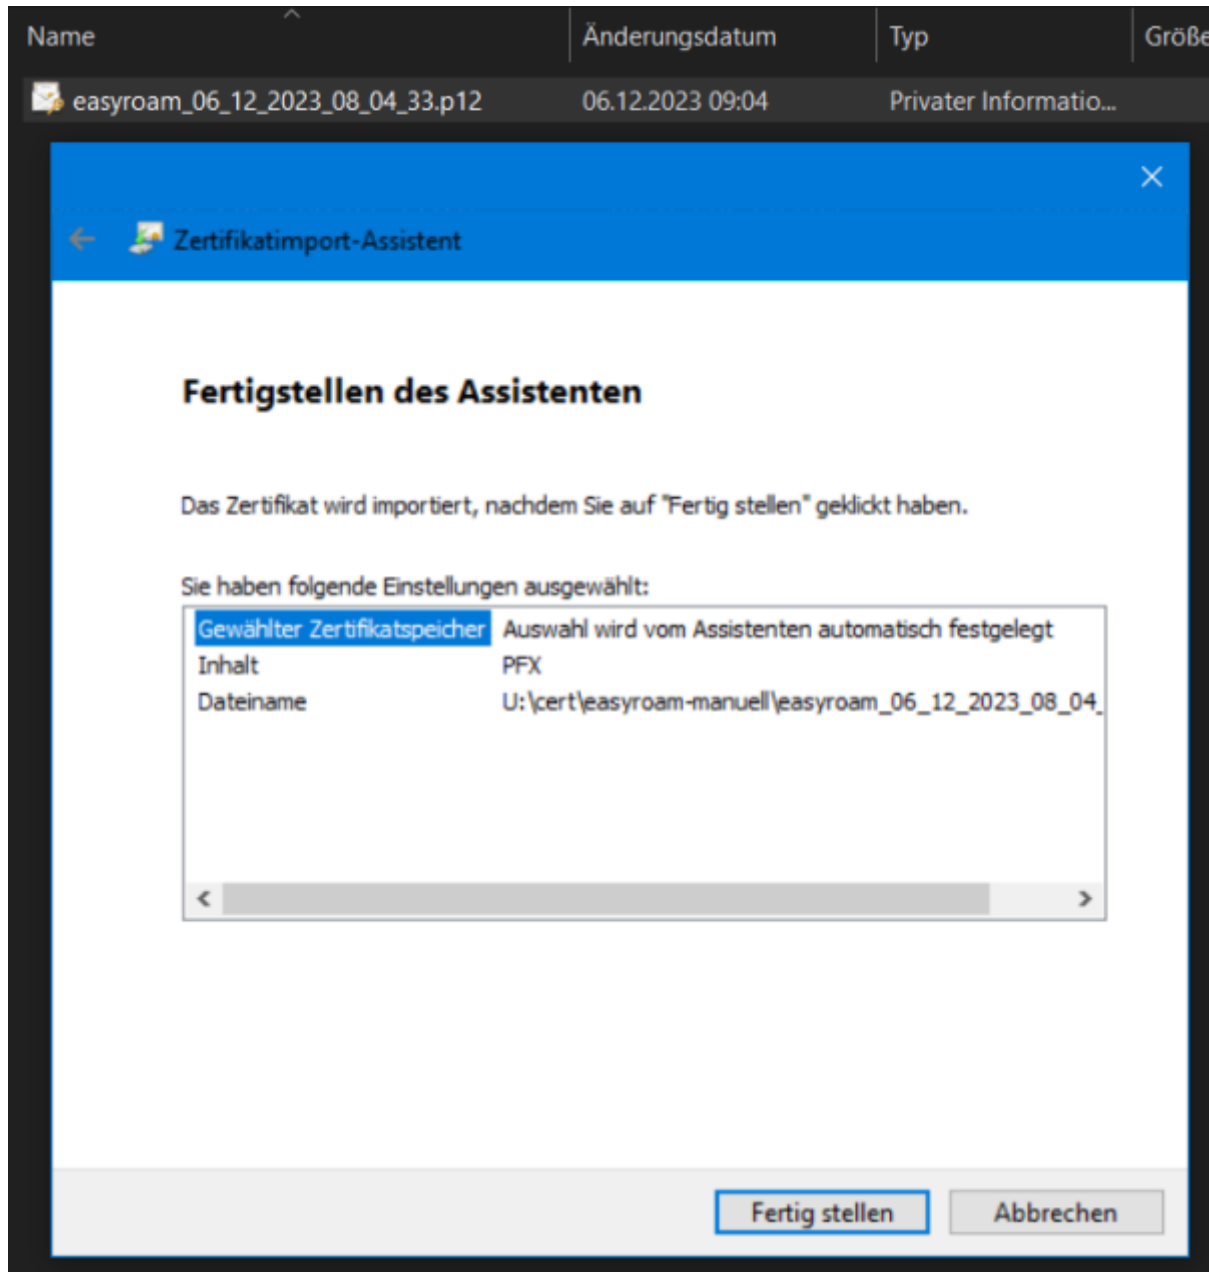 Name Änderungsdatum Typ Größe
easyroam_06_12_2023_08_04_33.p12 06.12.2023 09:04 Privater Informatio...
Zertifikatimport-Assistent
Fertigstellen des Assistenten
Das Zertifikat wird importiert, nachdem Sie auf "Fertig stellen" geklickt haben.
Sie haben folgende Einstellungen ausgewählt:
Gewählter Zertifikatspeicher Auswahl wird vom Assistenten automatisch festgelegt
Inhalt PFX
Dateiname U:\cert\easyroam-manuell\easyroam_06_12_2023_08_04_
Fertig stellen Abbrechen